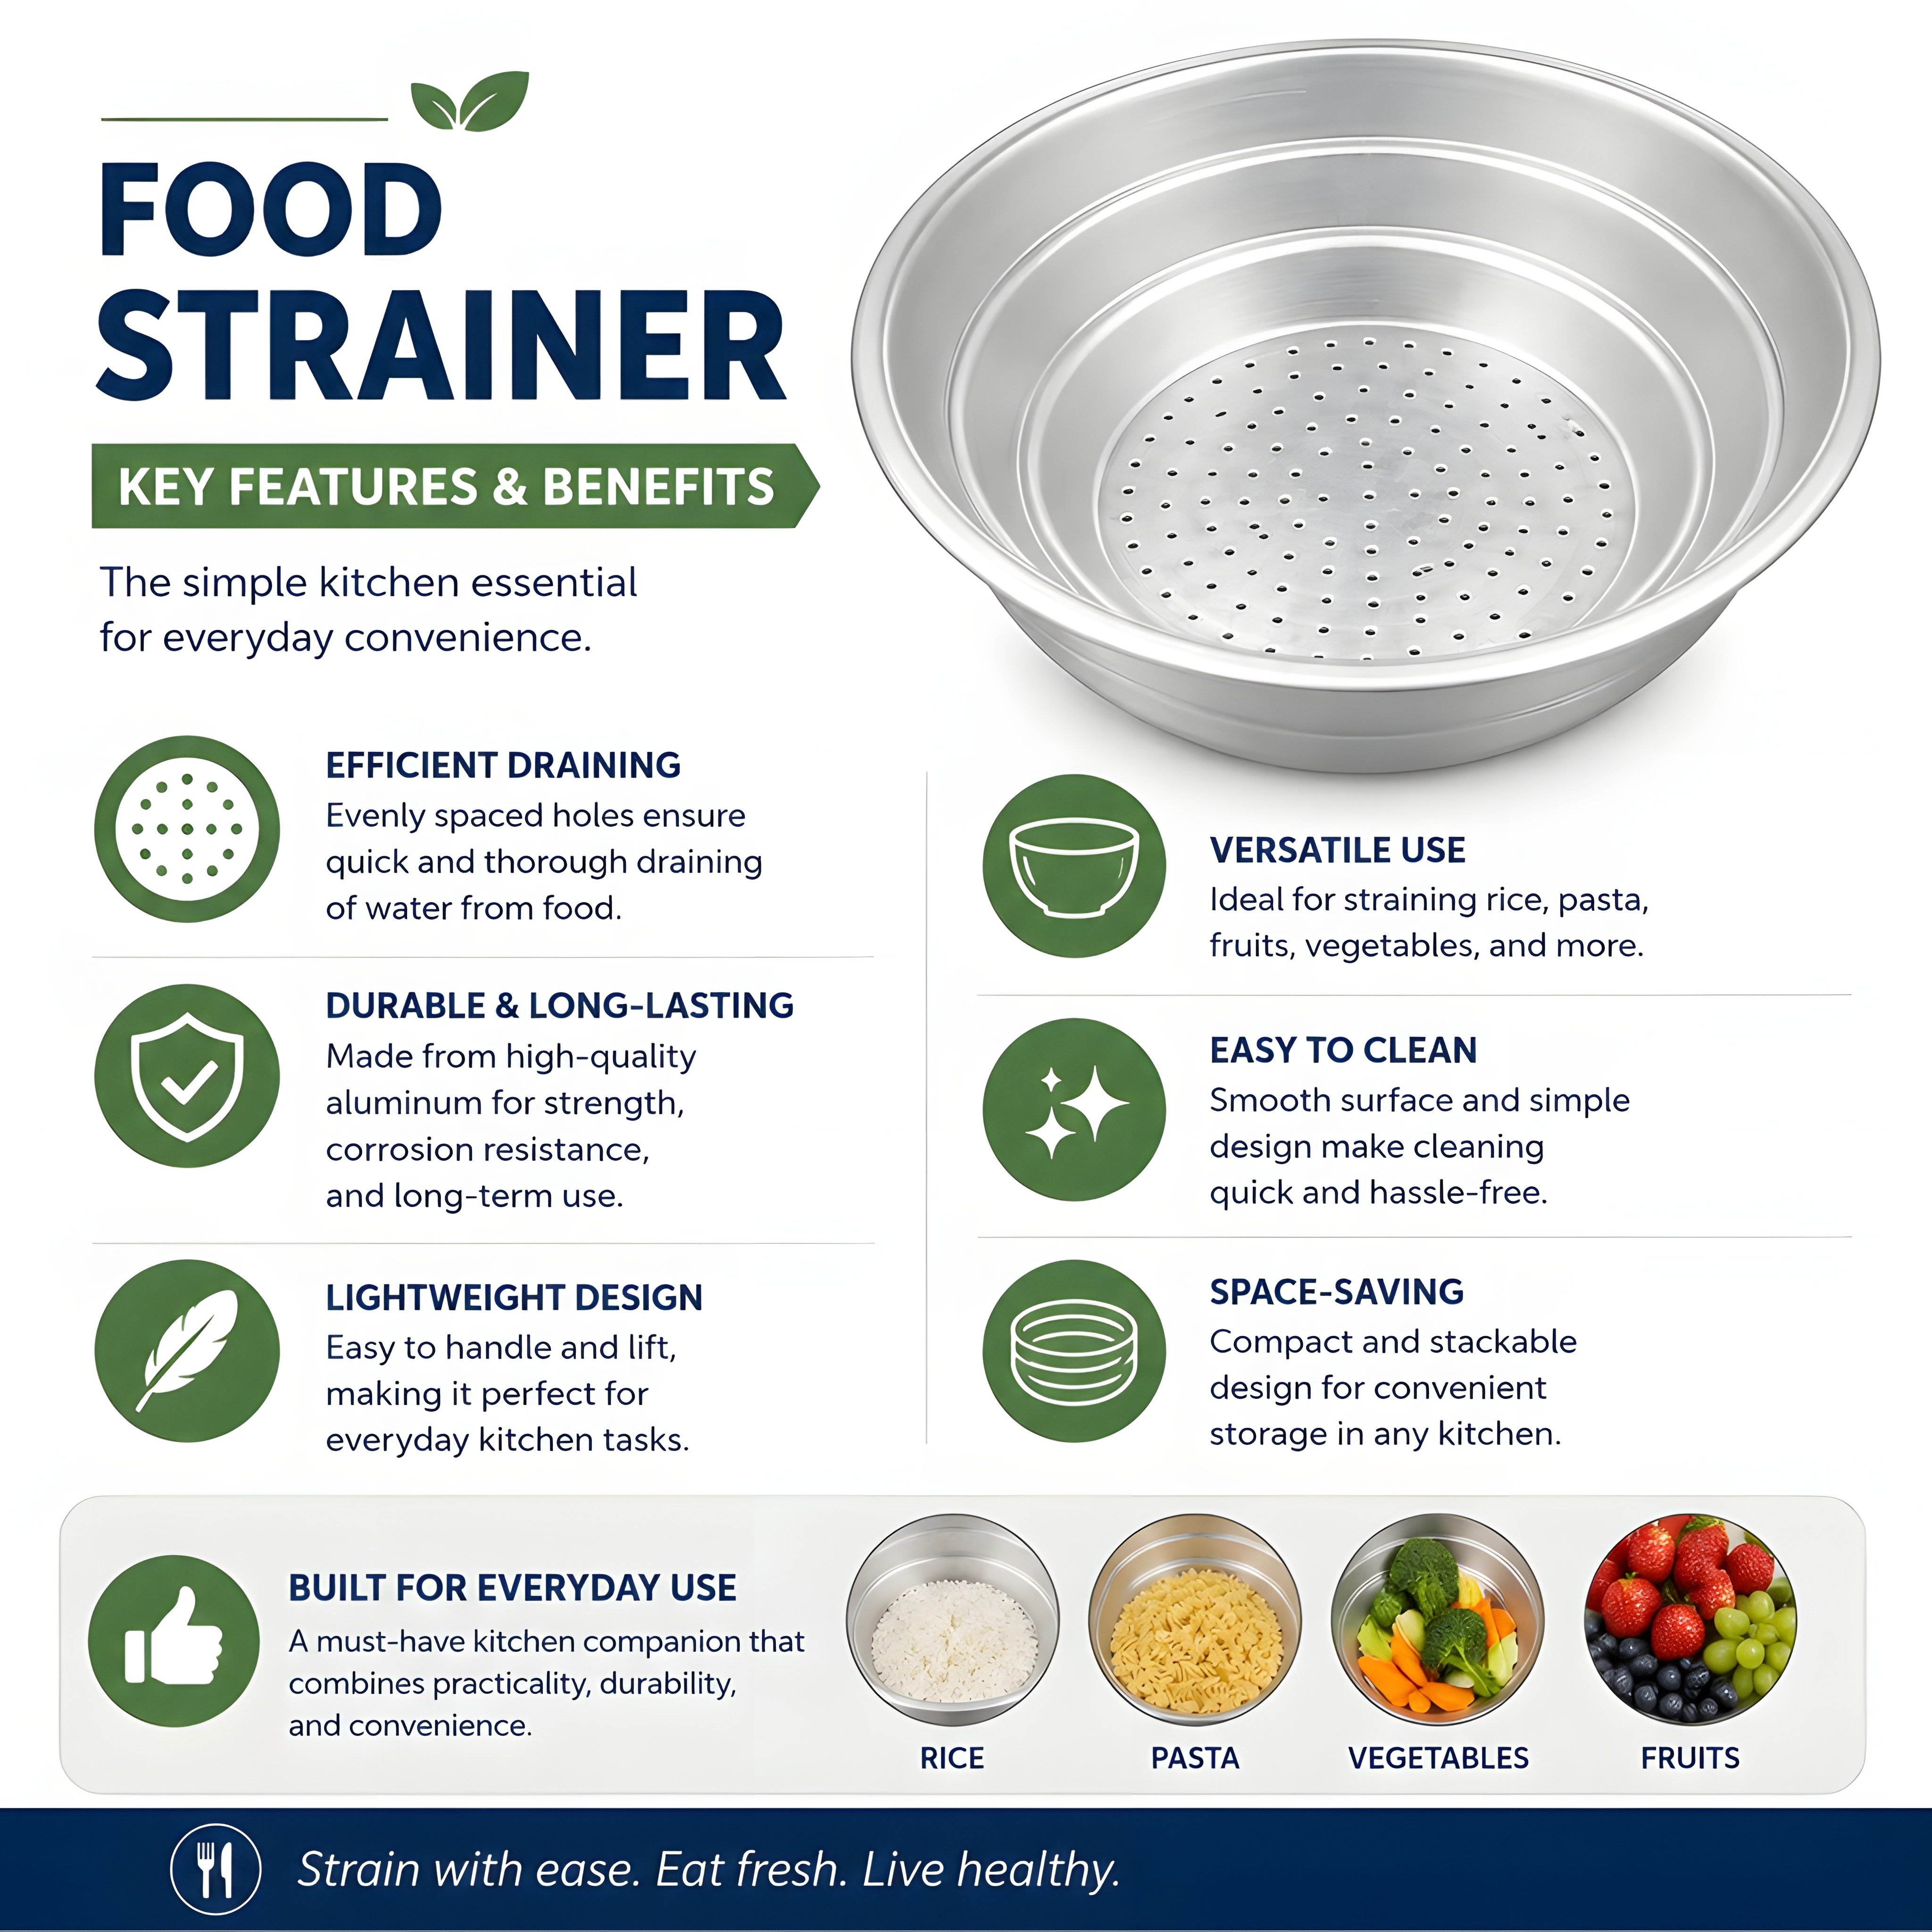 FOOD
STRAINER
KEY FEATURES & BENEFITS
The simple kitchen essential
for everyday convenience.
EFFICIENT DRAINING
Evenly spaced holes ensure
quick and thorough draining
of water from food.
DURABLE & LONG-LASTING
Made from high-quality
aluminum for strength,
corrosion resistance,
and long-term use.
LIGHTWEIGHT DESIGN
Easy to handle and lift,
making it perfect for
everyday kitchen tasks.
VERSATILE USE
Ideal for straining rice, pasta,
fruits, vegetables, and more.
EASY TO CLEAN
Smooth surface and simple
design make cleaning
quick and hassle-free.
SPACE-SAVING
Compact and stackable
design for convenient
storage in any kitchen.
BUILT FOR EVERYDAY USE
A must-have kitchen companion that
combines practicality, durability,
and convenience.
RICE
PASTA
VEGETABLES
FRUITS
Strain with ease. Eat fresh. Live healthy.